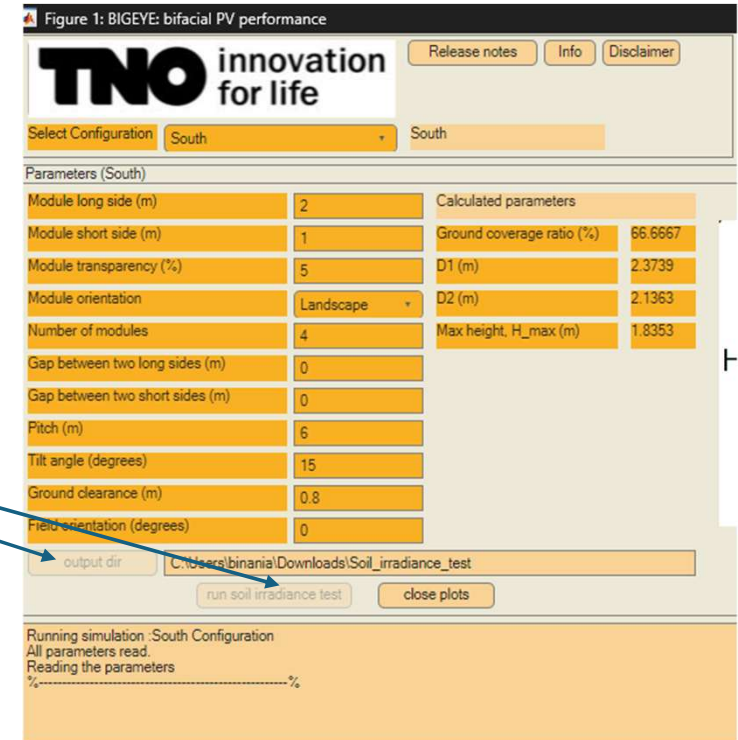 Figure 1: BIGEYE: bifacial PV performance
TNO innovation for life
Release notes Info Disclaimer
Select Configuration South South
Parameters (South)
Module long side (m) 2 Calculated parameters
Module short side (m) 1 Ground coverage ratio (%) 66.6667
Module transparency (%) 5 D1 (m) 2.3739
Module orientation Landscape D2 (m) 2.1363
Number of modules 4 Max height, H_max (m) 1.8353
Gap between two long sides (m) 0
H
Gap between two short sides (m) 0
Pitch (m) 6
Tilt angle (degrees) 15
Ground clearance (m) 0.8
Field orientation (degrees) 0
output dir C:\Users\binania\Downloads\Soil_irradiance_test
run soil irradiance test close plots
Running simulation :South Configuration
All parameters read.
Reading the parameters
%------------------------------------------------------%